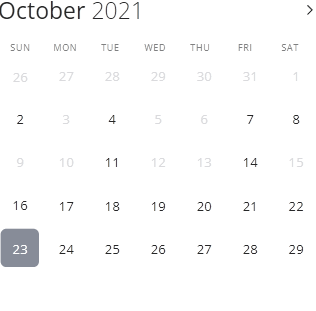 October 2021
SUN MON TUE WED THU FRI SAT
26 27 28 29 30 31 1
2 3 4 5 6 7 8
9 10 11 12 13 14 15
16 17 18 19 20 21 22
23 24 25 26 27 28 29